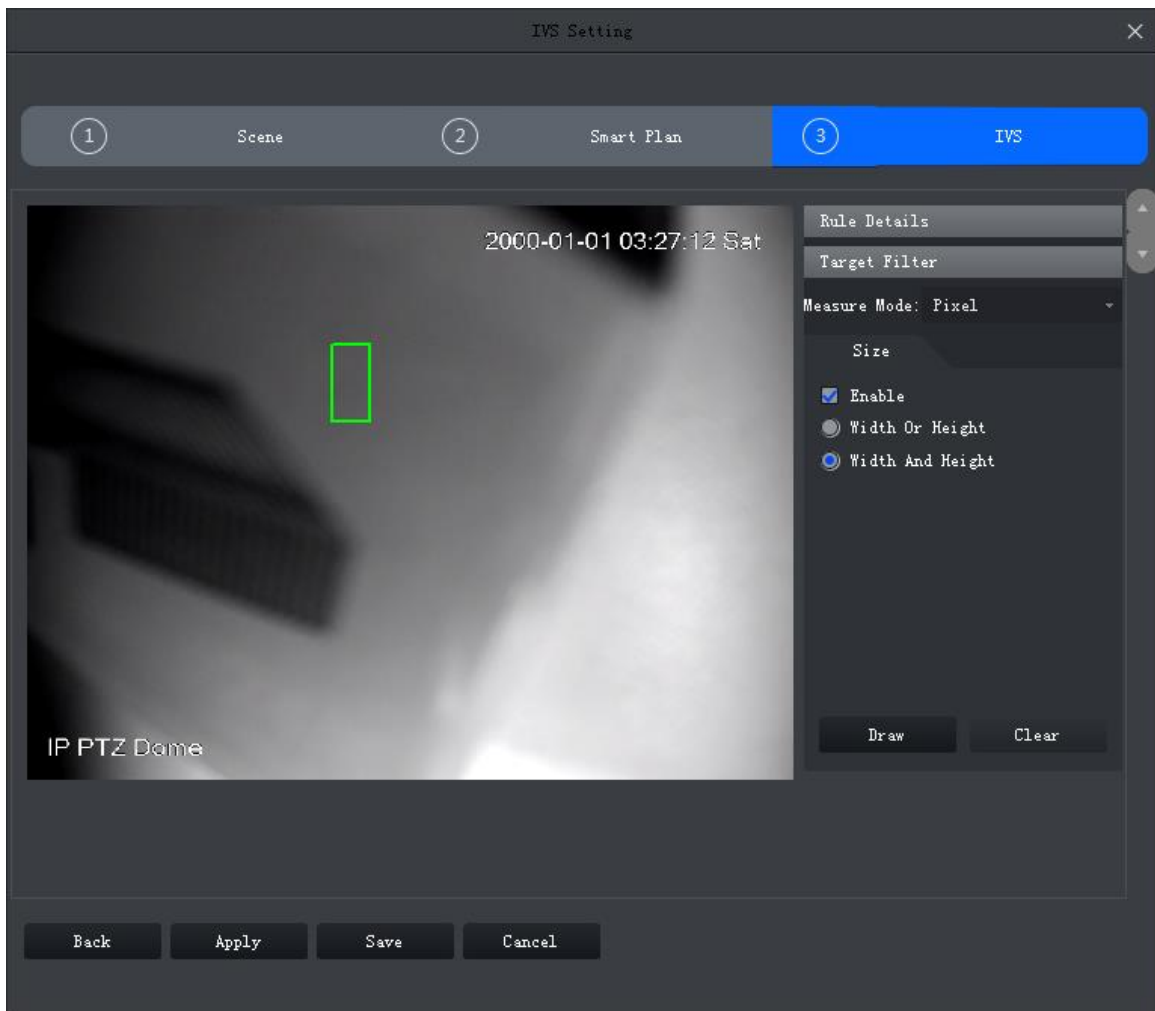 IVS Setting
1 Scene 2 Smart Plan 3 IVS
2000-01-01 03:27:12 Sat
IP PTZ Dome
Rule Details
Target Filter
Measure Mode: Pixel
Size
Enable
Width Or Height
Width And Height
Draw Clear
Back Apply Save Cancel